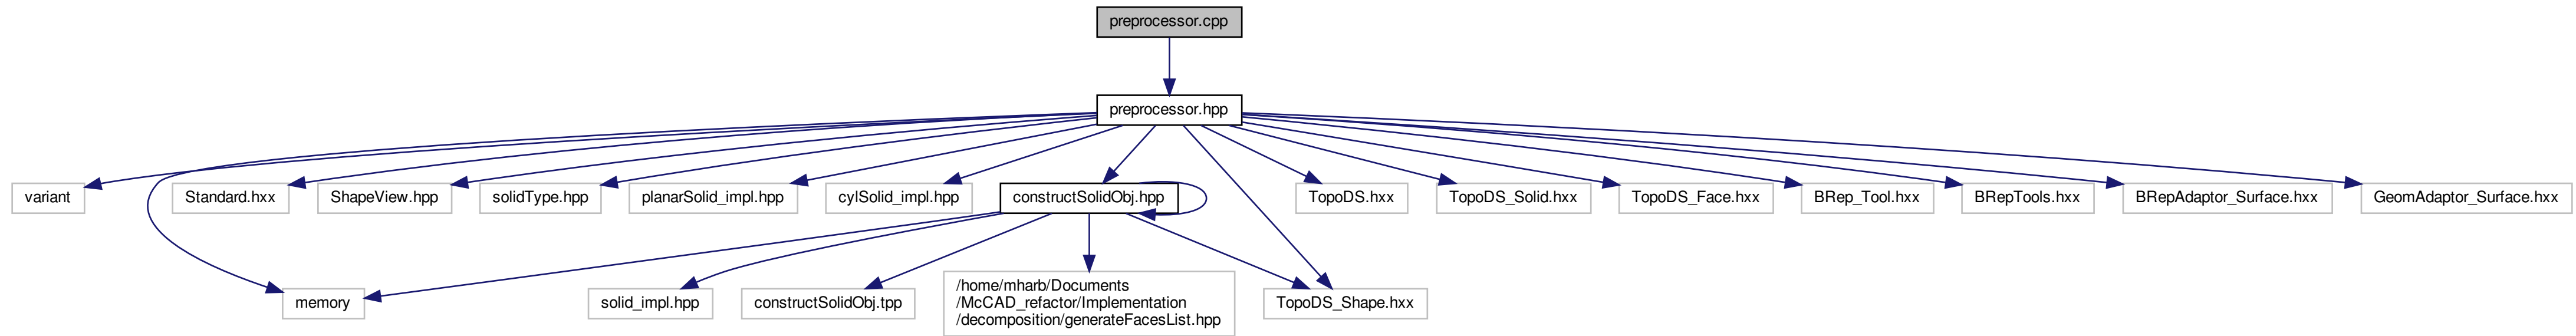 preprocessor.cpp
preprocessor.hpp
variant
Standard.hxx
ShapeView.hpp
solidType.hpp
planarSolid_impl.hpp
cylSolid_impl.hpp
constructSolidObj.hpp
TopoDS.hxx
TopoDS_Solid.hxx
TopoDS_Face.hxx
BRep_Tool.hxx
BRepTools.hxx
BRepAdaptor_Surface.hxx
GeomAdaptor_Surface.hxx
memory
solid_impl.hpp
constructSolidObj.tpp
/home/mharb/Documents
/McCAD_refactor/Implementation
/decomposition/generateFacesList.hpp
TopoDS_Shape.hxx